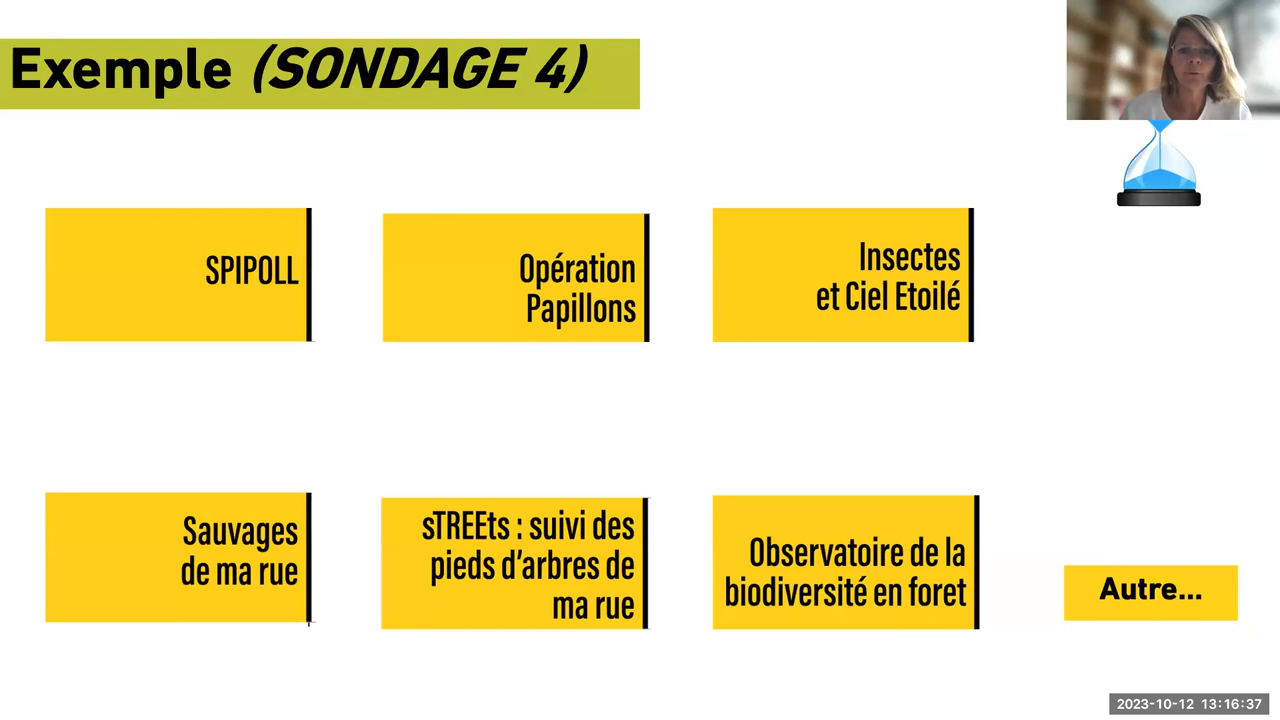 Exemple (SONDAGE 4)
SPIPOLL
Opération
Papillons
Insectes
et Ciel Etoilé
Sauvages
de ma rue
sTREEts : suivi des
pieds d’arbres de
ma rue
Observatoire de la
biodiversité en foret
Autre...
2023-10-12 13:16:37